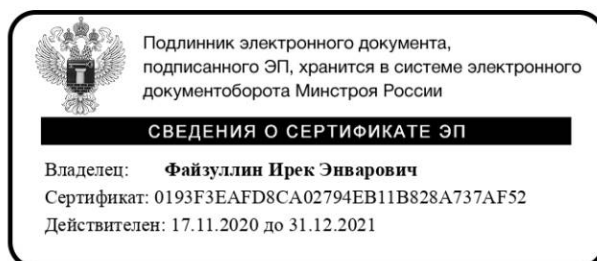 Подлинник электронного документа,
подписанного ЭП, хранится в системе электронного
документооборота Минстроя России
СВЕДЕНИЯ О СЕРТИФИКАТЕ ЭП
Владелец: Файзуллин Ирек Энварович
Сертификат: 0193F3EAFD8CA02794EB11B828A737AF52
Действителен: 17.11.2020 до 31.12.2021